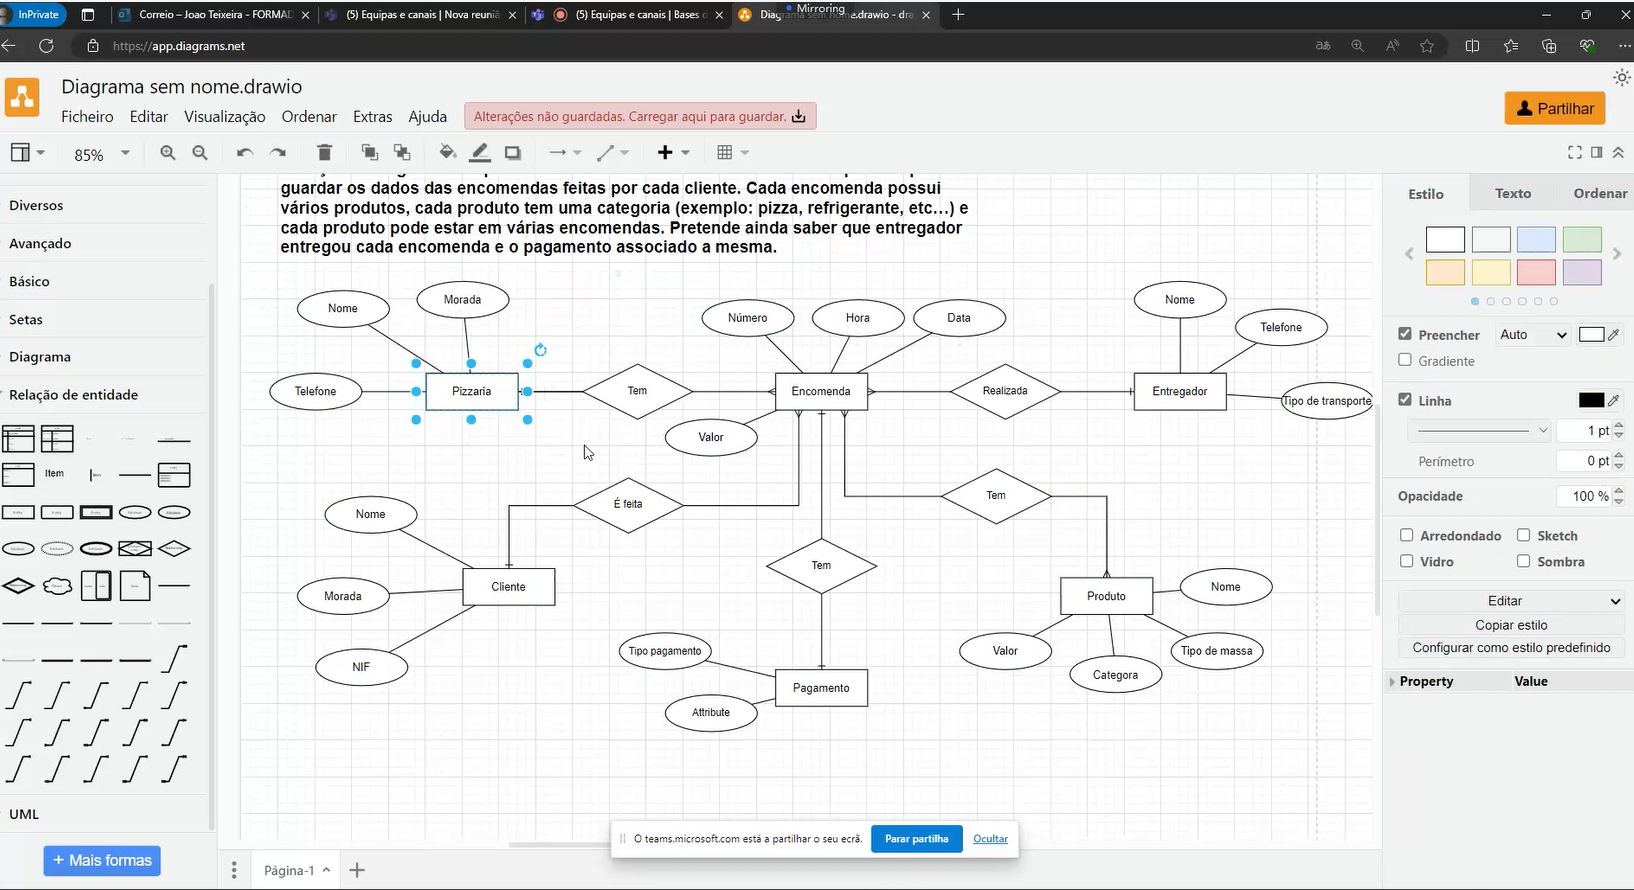 Mirroring
InPrivate
Correio – Joao Teixeira - FORMAD
(5) Equipas e canais | Nova reuniã
(5) Equipas e canais | Bases d
Diagrama sem nome.drawio - dra
https://app.diagrams.net
Diagrama sem nome.drawio
Ficheiro Editar Visualização Ordenar Extras Ajuda
Alterações não guardadas. Carregar aqui para guardar.
Partilhar
85%
Diversos
Avançado
Básico
Setas
Diagrama
Relação de entidade
Item
UML
+ Mais formas
guardar os dados das encomendas feitas por cada cliente. Cada encomenda possui
vários produtos, cada produto tem uma categoria (exemplo: pizza, refrigerante, etc...) e
cada produto pode estar em várias encomendas. Pretende ainda saber que entregador
entregou cada encomenda e o pagamento associado a mesma.
Nome
Morada
Número
Hora
Data
Nome
Telefone
Telefone
Pizzaria
Tem
Encomenda
Realizada
Entregador
Tipo de transporte
Valor
Nome
É feita
Tem
Tem
Cliente
Morada
Produto
Nome
NIF
Tipo pagamento
Valor
Tipo de massa
Categora
Pagamento
Attribute
O teams.microsoft.com está a partilhar o seu ecrã.
Parar partilha
Ocultar
Página-1
Estilo Texto Ordenar
Preencher Auto
Gradiente
Linha
1 pt
Perímetro 0 pt
Opacidade 100 %
Arredondado Sketch
Vidro Sombra
Editar
Copiar estilo
Configurar como estilo predefinido
Property Value